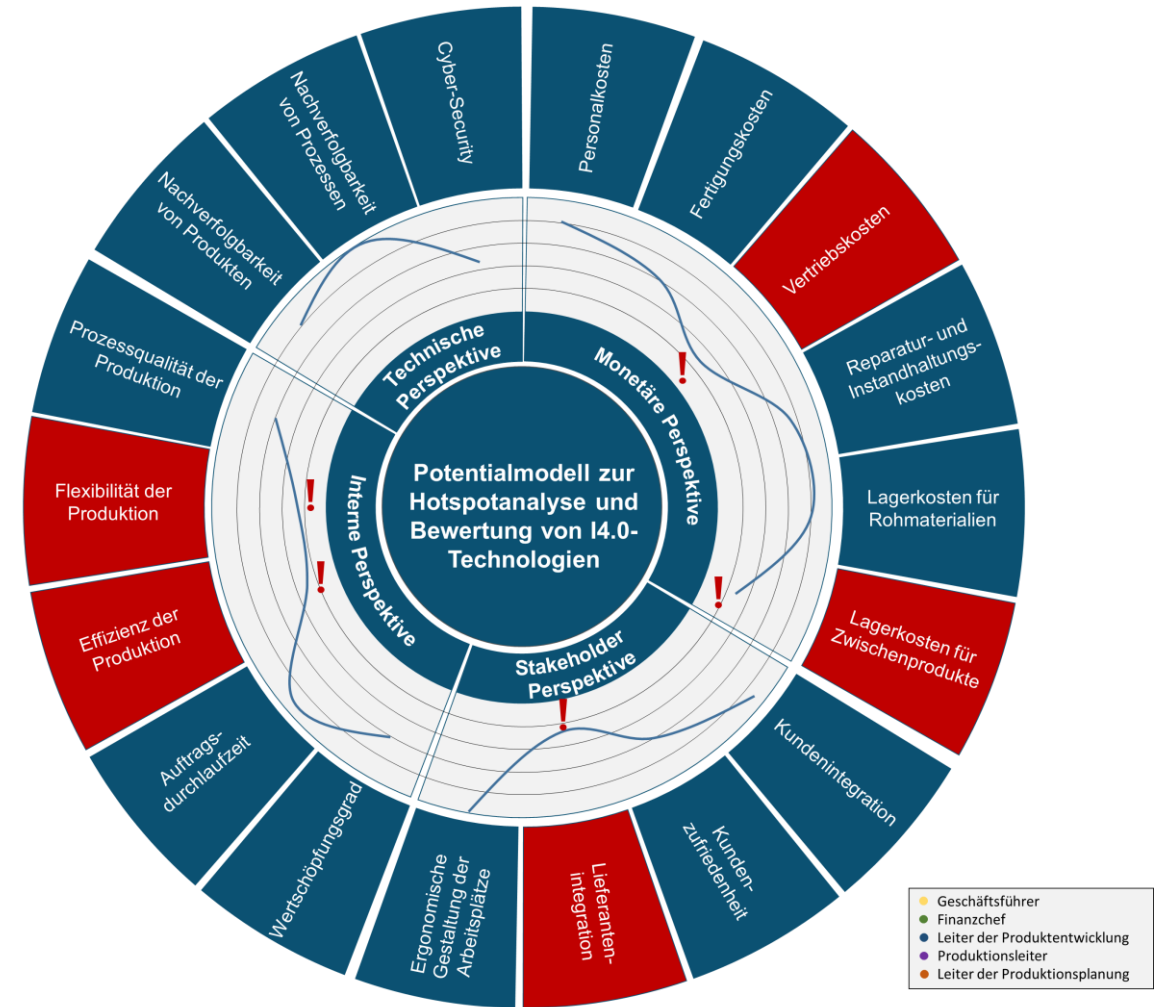 Potentialmodell zur
Hotspotanalyse und
Bewertung von I4.0-
Technologien
Technische
Perspektive
Monetäre Perspektive
Stakeholder
Perspektive
Interne Perspektive
Personalkosten
Fertigungskosten
Vertriebskosten
Reparatur- und
Instandhaltungs-
kosten
Lagerkosten für
Rohmaterialien
Lagerkosten für
Zwischenprodukte
Kundenintegration
Kunden-
zufriedenheit
Lieferanten-
integration
Ergonomische
Gestaltung der
Arbeitsplätze
Wertschöpfungsgrad
Auftrags-
durchlaufzeit
Effizienz der
Produktion
Flexibilität der
Produktion
Prozessqualität der
Produktion
Nachverfolgbarkeit
von Produkten
Nachverfolgbarkeit
von Prozessen
Cyber-Security
!
!
!
!
!
Geschäftsführer
Finanzchef
Leiter der Produktentwicklung
Produktionsleiter
Leiter der Produktionsplanung